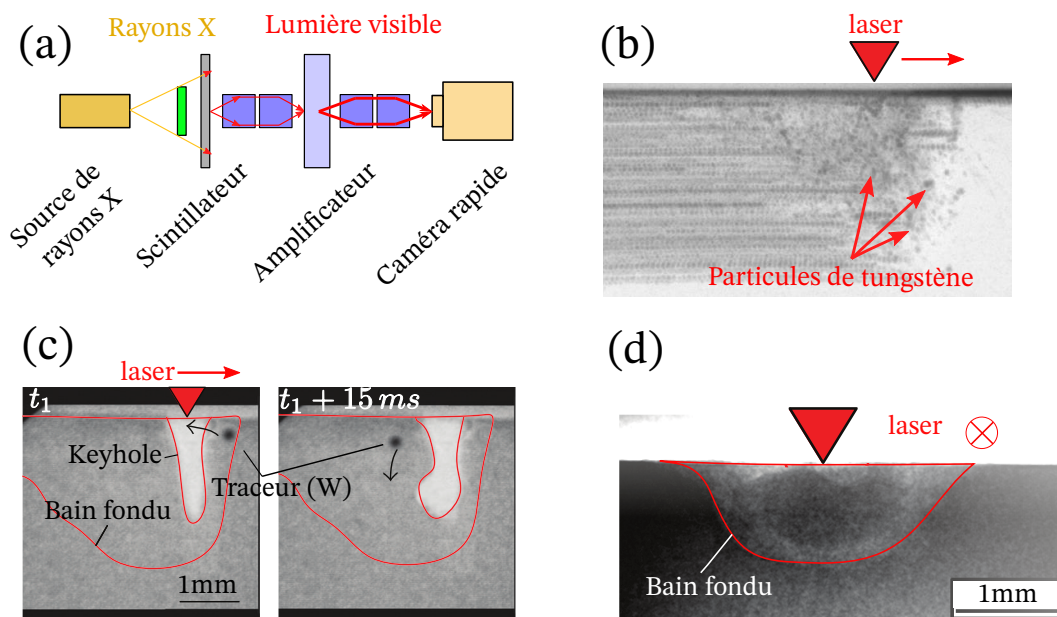 (a)
Rayons X
Lumière visible
Source de
rayons X
Scintillateur
Amplificateur
Caméra rapide
(b)
laser
Particules de tungstène
(c)
laser
t₁
t₁ + 15 ms
Keyhole
Traceur (W)
Bain fondu
1mm
(d)
laser
Bain fondu
1mm